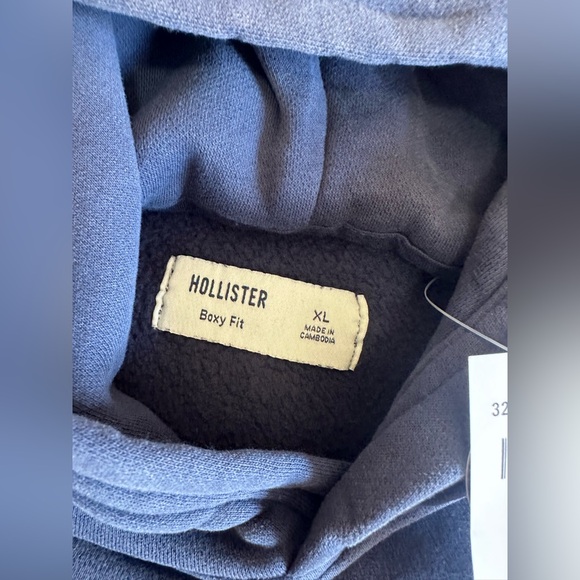 HOLLISTER
Boxy Fit
XL
MADE IN
CAMBODIA
32